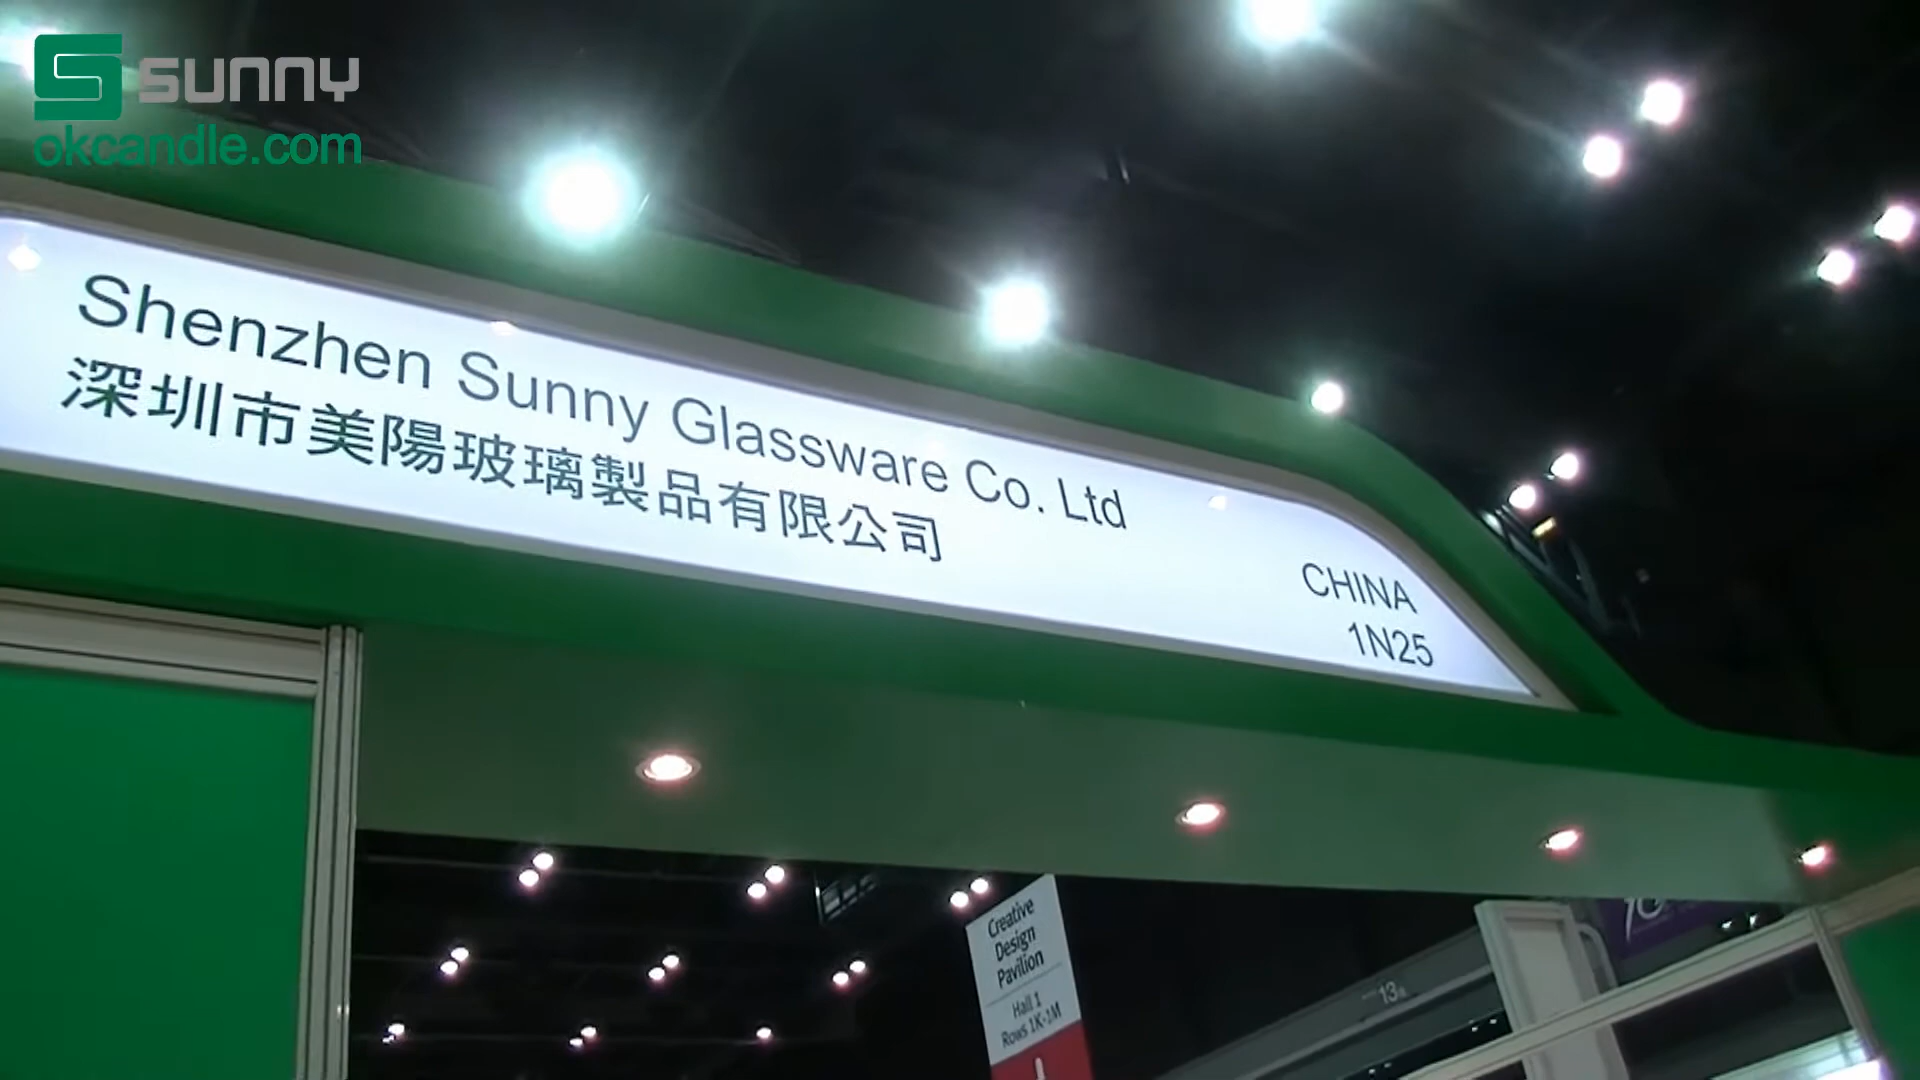 sunny
okcandle.com
Shenzhen Sunny Glassware Co. Ltd
深圳市美陽玻璃製品有限公司
CHINA
1N25
Creative
Design
Pavilion
Hall 1
Rows 1K-1M
13